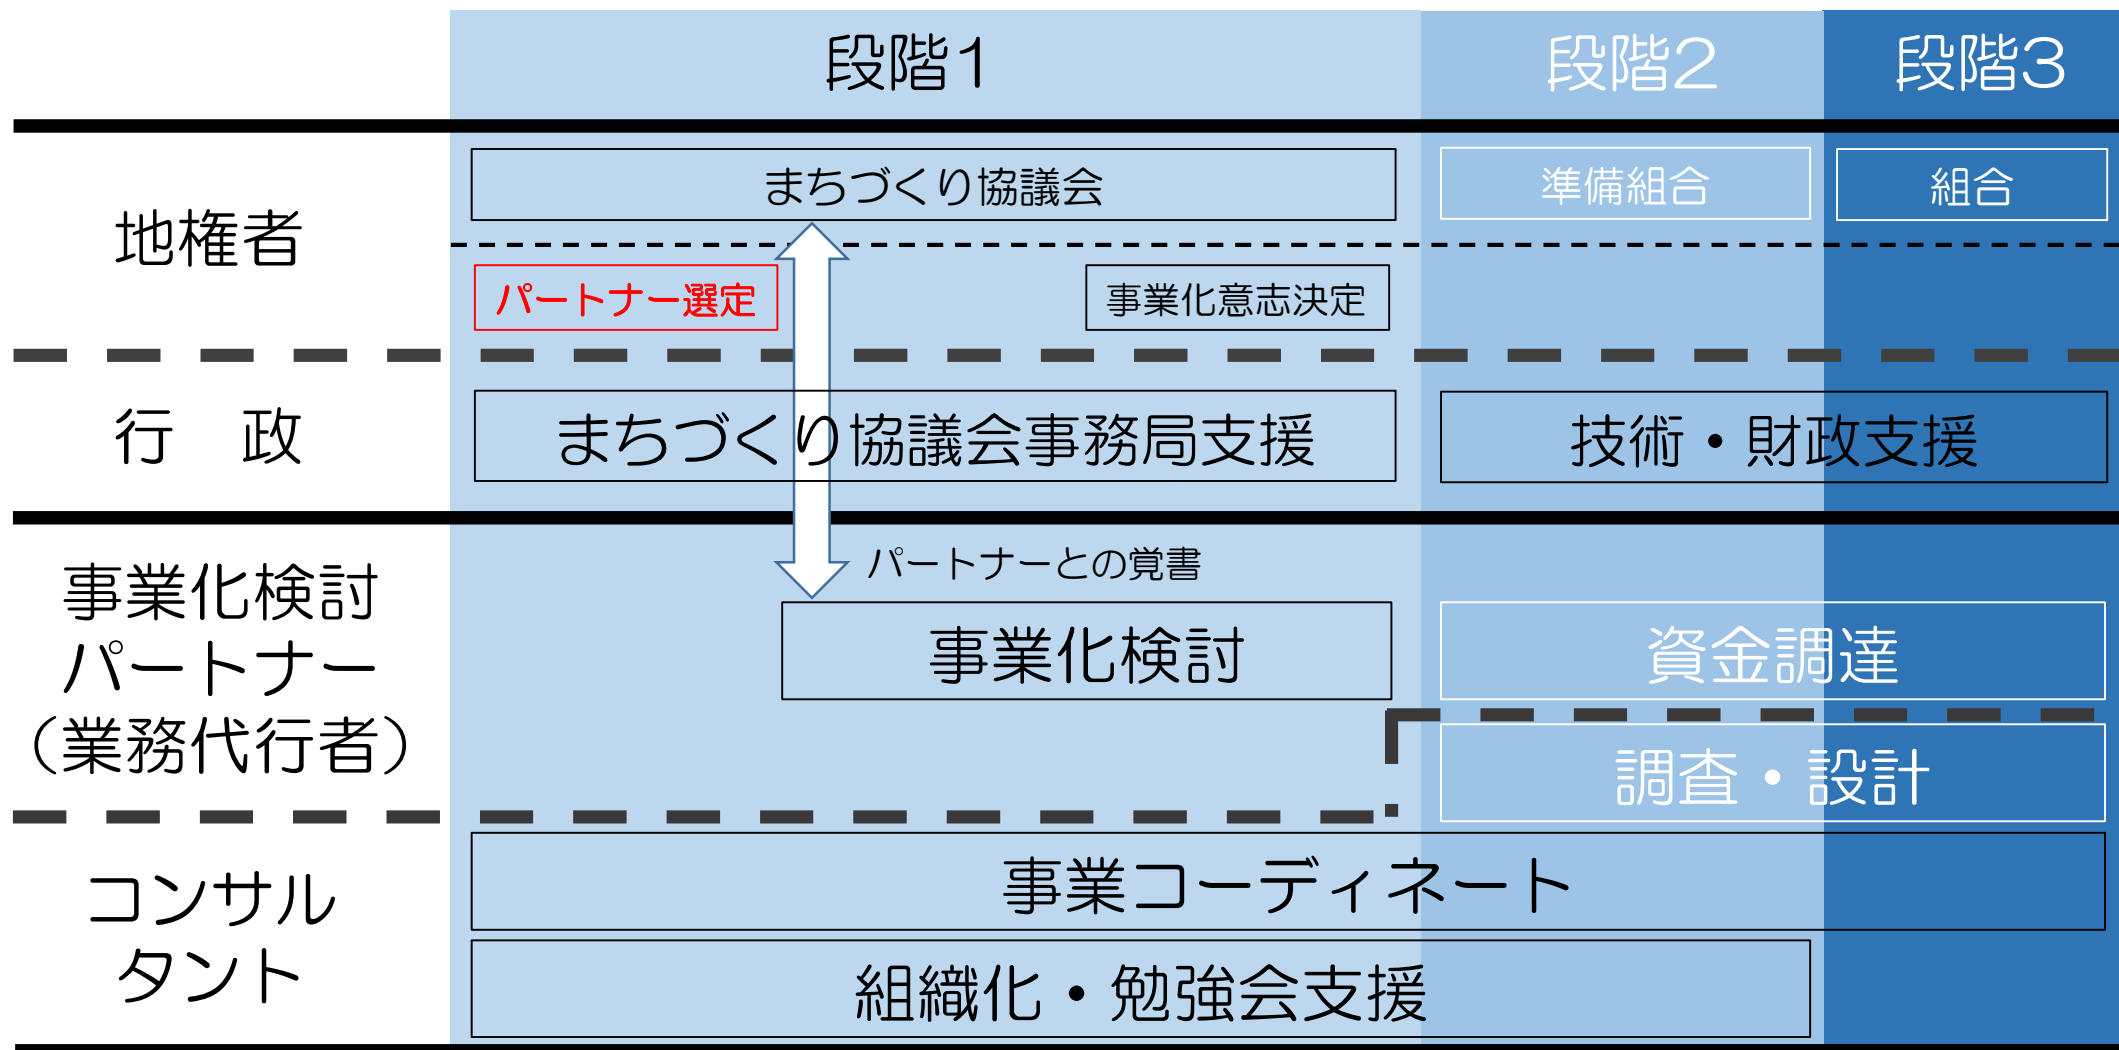 段階1
段階2
段階3
地権者
まちづくり協議会
準備組合
組合
パートナー選定
事業化意志決定
行　政
まちづくり協議会事務局支援
技術・財政支援
事業化検討
パートナー
（業務代行者）
パートナーとの覚書
事業化検討
資金調達
調査・設計
コンサル
タント
事業コーディネート
組織化・勉強会支援